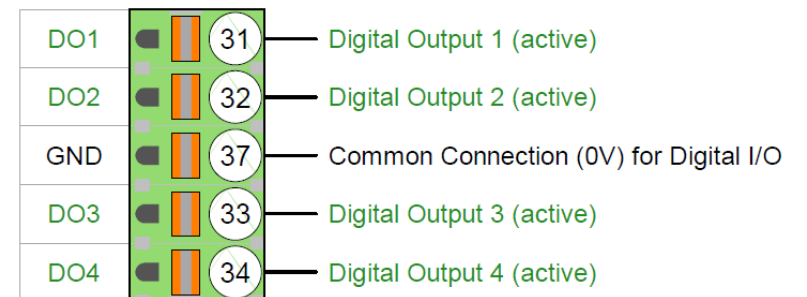 DO1 31 Digital Output 1 (active)
DO2 32 Digital Output 2 (active)
GND 37 Common Connection (0V) for Digital I/O
DO3 33 Digital Output 3 (active)
DO4 34 Digital Output 4 (active)